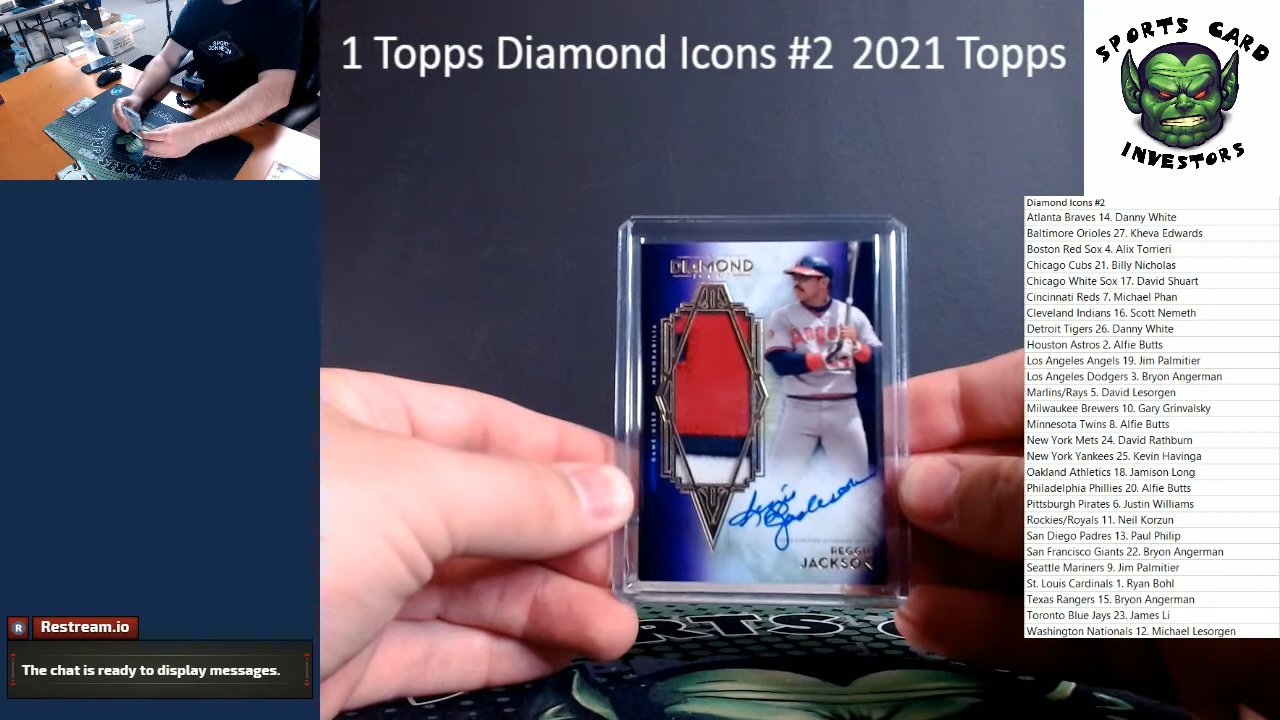 1 Topps Diamond Icons #2 2021 Topps
SPORTS CARD
INVESTORS
Diamond Icons #2
Atlanta Braves 14. Danny White
Baltimore Orioles 27. Kheva Edwards
Boston Red Sox 4. Alix Torrieri
Chicago Cubs 21. Billy Nicholas
Chicago White Sox 17. David Shuart
Cincinnati Reds 7. Michael Phan
Cleveland Indians 16. Scott Nemeth
Detroit Tigers 26. Danny White
Houston Astros 2. Alfie Butts
Los Angeles Angels 19. Jim Palmitier
Los Angeles Dodgers 3. Bryon Angerman
Marlins/Rays 5. David Lesorgen
Milwaukee Brewers 10. Gary Grinvalsky
Minnesota Twins 8. Alfie Butts
New York Mets 24. David Rathburn
New York Yankees 25. Kevin Havinga
Oakland Athletics 18. Jamison Long
Philadelphia Phillies 20. Alfie Butts
Pittsburgh Pirates 6. Justin Williams
Rockies/Royals 11. Neil Korzun
San Diego Padres 13. Paul Philip
San Francisco Giants 22. Bryon Angerman
Seattle Mariners 9. Jim Palmitier
St. Louis Cardinals 1. Ryan Bohl
Texas Rangers 15. Bryon Angerman
Toronto Blue Jays 23. James Li
Washington Nationals 12. Michael Lesorgen
DIAMOND
GAME-USED MEMORABILIA
Reggie Jackson
REGGIE
JACKSON
R Restream.io
The chat is ready to display messages.